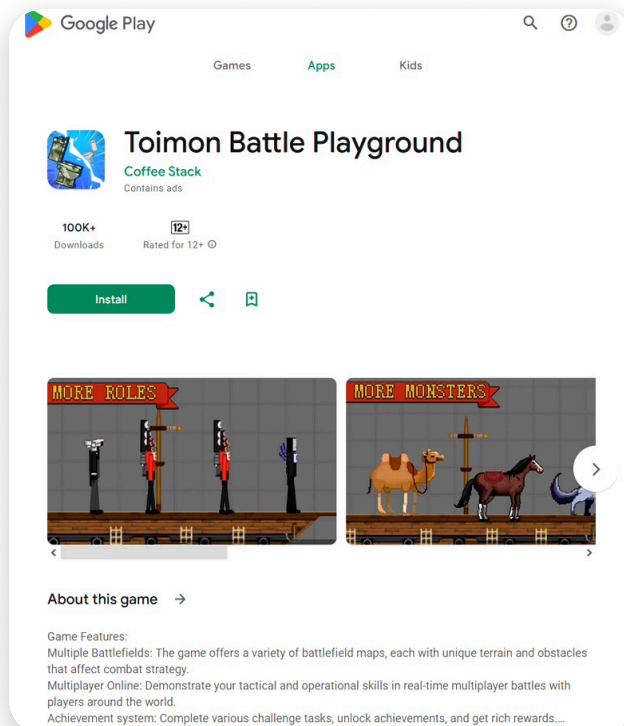 Google Play
Games Apps Kids
Toimon Battle Playground
Coffee Stack
Contains ads
100K+ 12+
Downloads Rated for 12+
Install
MORE ROLES MORE MONSTERS
About this game
Game Features:
Multiple Battlefields: The game offers a variety of battlefield maps, each with unique terrain and obstacles
that affect combat strategy.
Multiplayer Online: Demonstrate your tactical and operational skills in real-time multiplayer battles with
players around the world.
Achievement system: Complete various challenge tasks, unlock achievements, and get rich rewards....